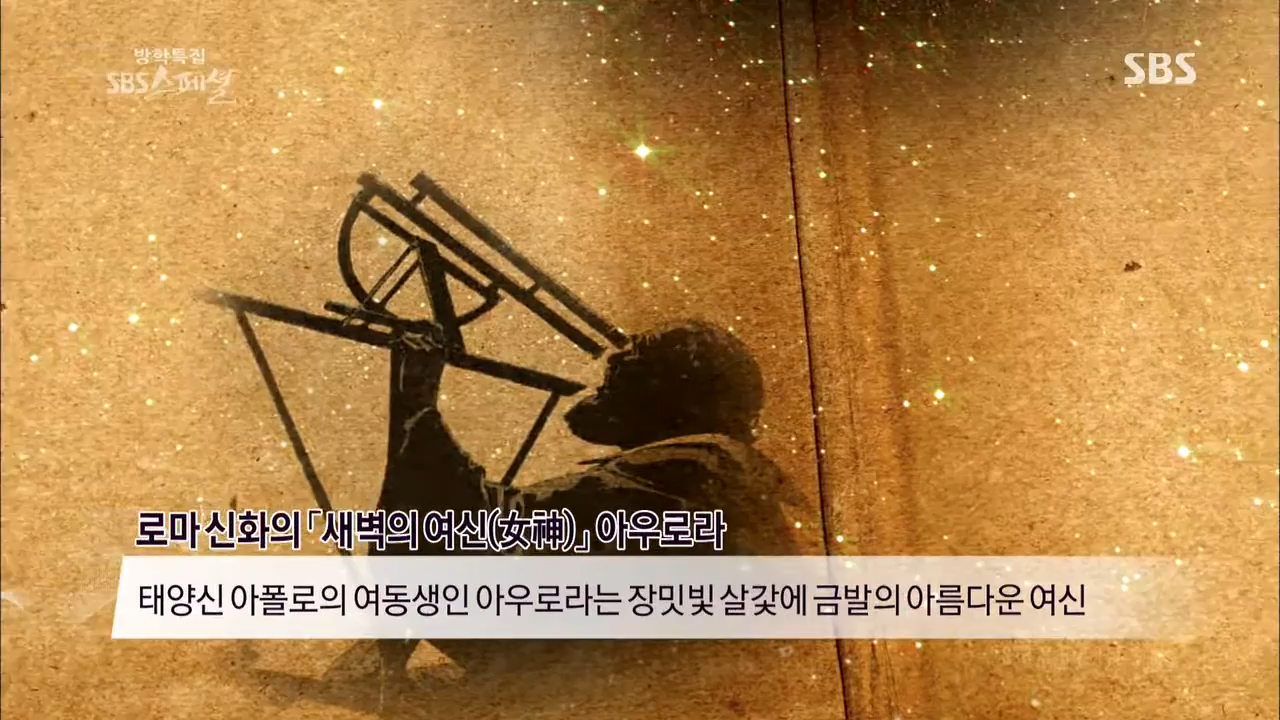 방학특집
SBS스페셜
SBS
로마 신화의 「새벽의 여신(女神)」 아우로라
태양신 아폴로의 여동생인 아우로라는 장밋빛 살갗에 금발의 아름다운 여신